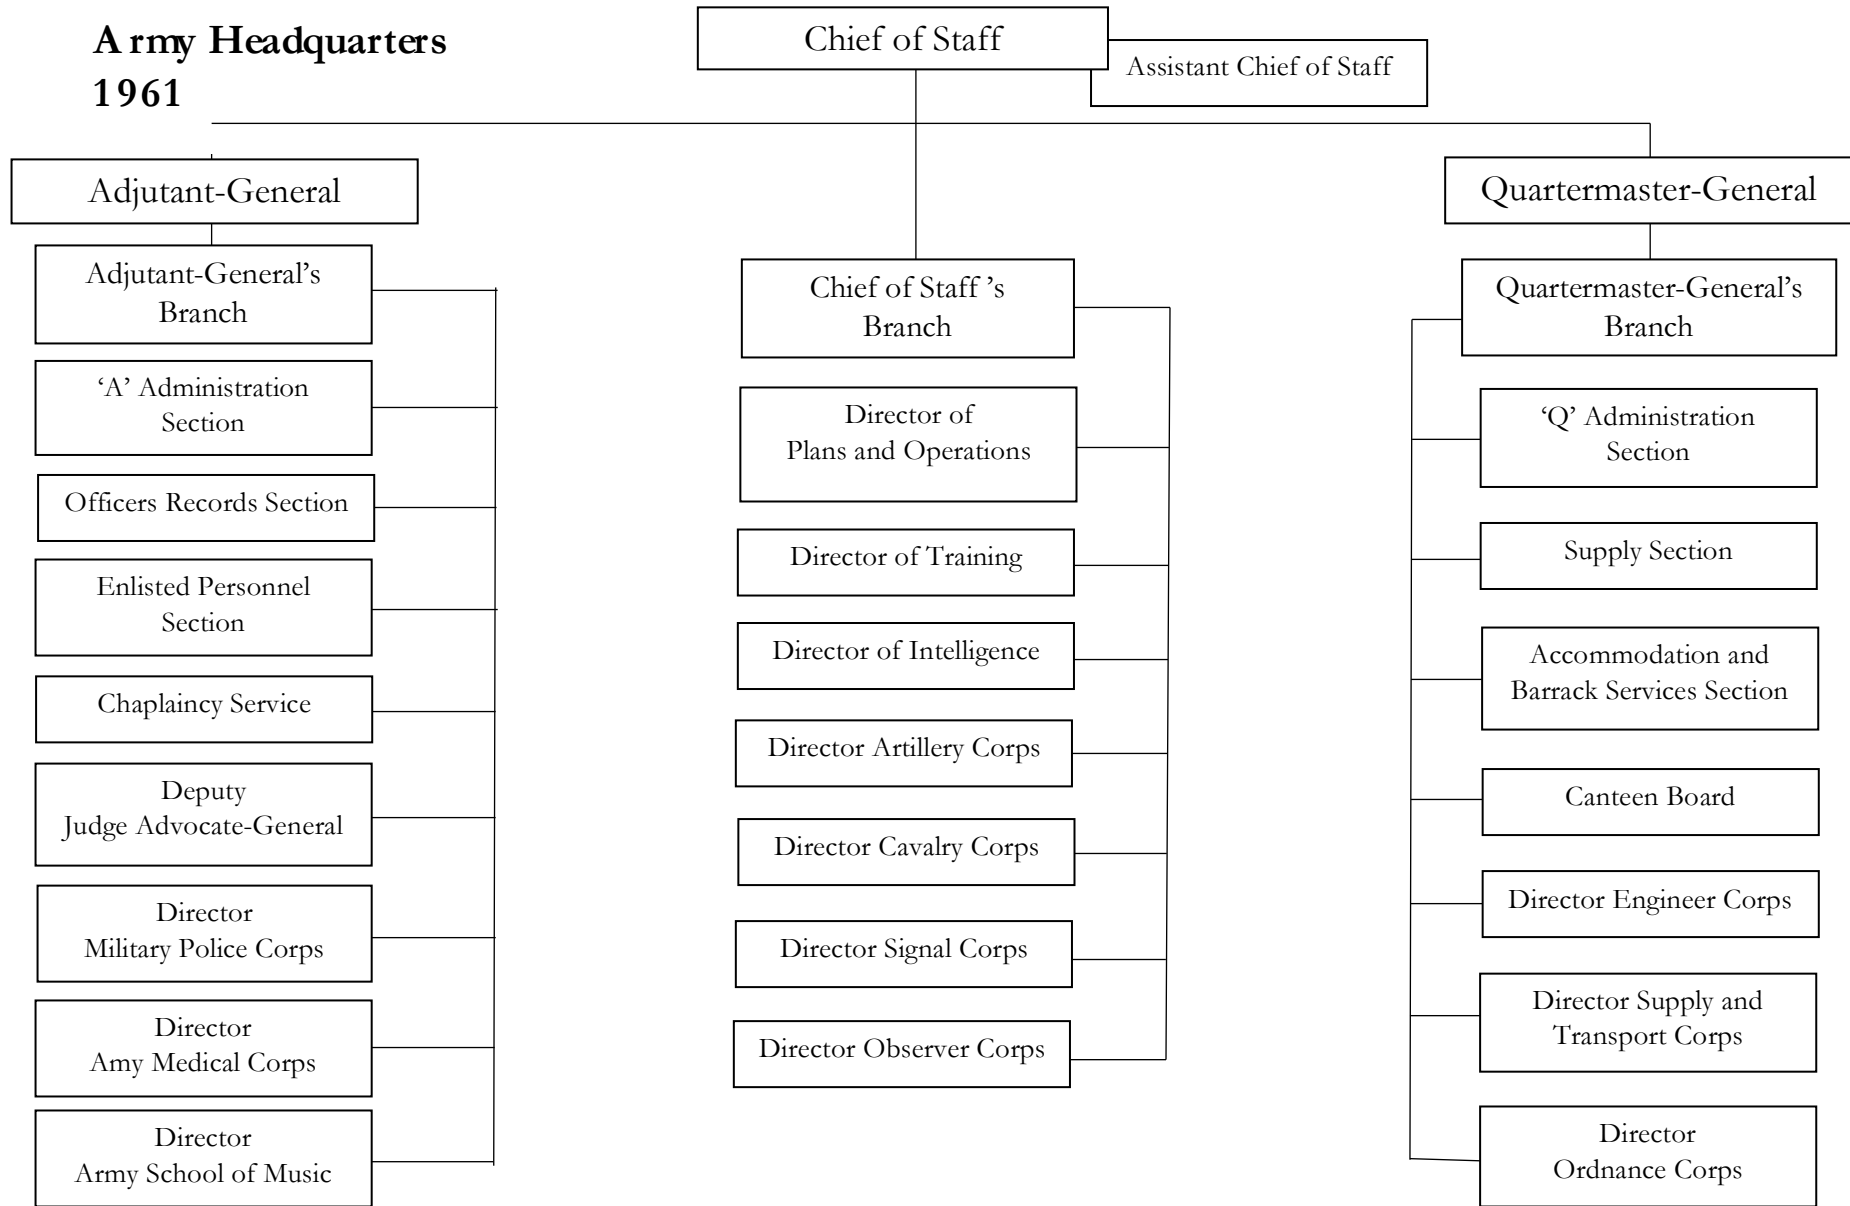 Army Headquarters
1961
Chief of Staff
Assistant Chief of Staff
Adjutant-General
Adjutant-General’s
Branch
‘A’ Administration
Section
Officers Records Section
Enlisted Personnel
Section
Chaplaincy Service
Deputy
Judge Advocate-General
Director
Military Police Corps
Director
Amy Medical Corps
Director
Army School of Music
Chief of Staff ’s
Branch
Director of
Plans and Operations
Director of Training
Director of Intelligence
Director Artillery Corps
Director Cavalry Corps
Director Signal Corps
Director Observer Corps
Quartermaster-General
Quartermaster-General’s
Branch
‘Q’ Administration
Section
Supply Section
Accommodation and
Barrack Services Section
Canteen Board
Director Engineer Corps
Director Supply and
Transport Corps
Director
Ordnance Corps